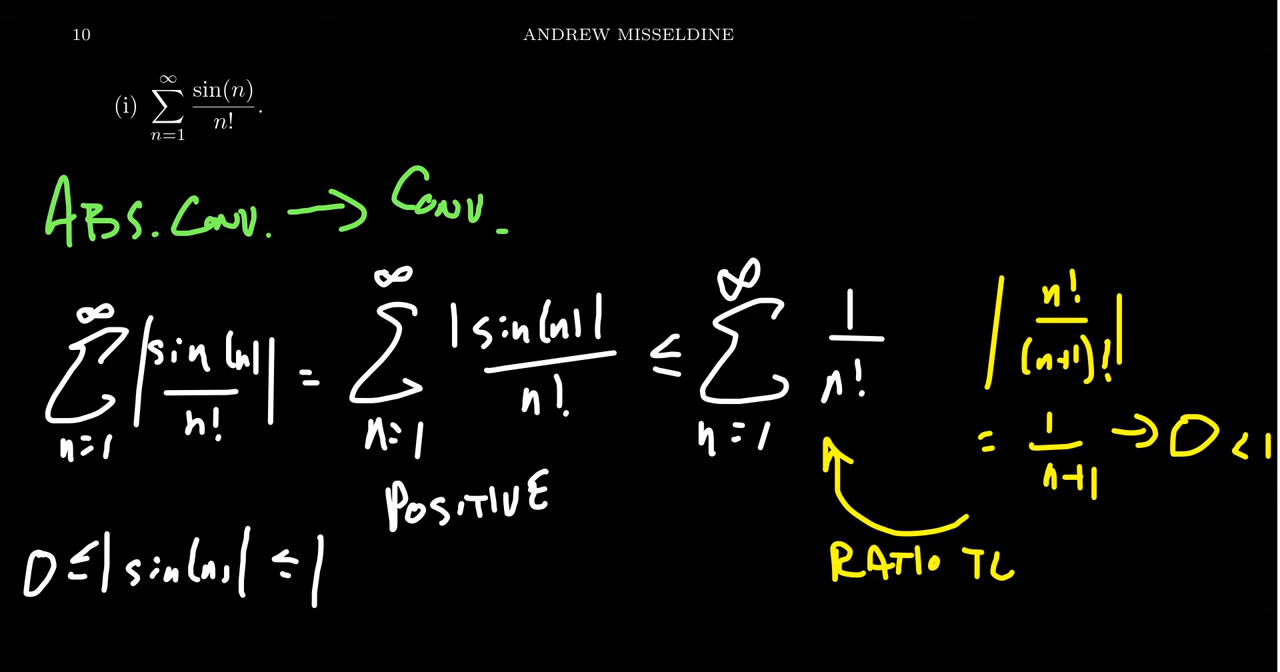 10 ANDREW MISSELDINE
(i) ∑_{n=1}^{∞} sin(n)/n!.
ABS. CONV. → CONV.
∑_{n=1}^{∞} |sin(n)/n!| = ∑_{n=1}^{∞} |sin(n)|/n! ≤ ∑_{n=1}^{∞} 1/n!
|n!/(n+1)!|
= 1/(n+1) → 0 < 1
POSITIVE
0 ≤ |sin(n)| ≤ 1
RATIO